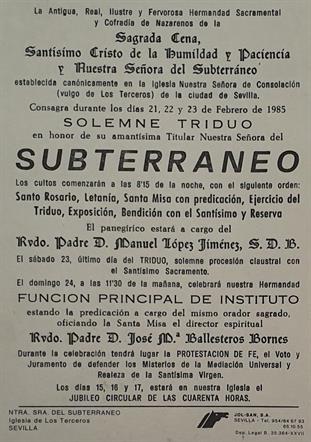 La Antigua, Real, Ilustre y Fervorosa Hermandad Sacramental
y Cofradía de Nazarenos de la
Sagrada Cena,
Santísimo Cristo de la Humildad y Paciencia
y Nuestra Señora del Subterráneo
establecida canónicamente en la Iglesia Nuestra Señora de Consolación
(vulgo de Los Terceros) de la ciudad de Sevilla.
Consagra durante los días 21, 22 y 23 de Febrero de 1985
SOLEMNE TRIDUO
en honor de su amantísima Titular Nuestra Señora del
SUBTERRANEO
Los cultos comenzarán a las 8'15 de la noche, con el siguiente orden:
Santo Rosario, Letanía, Santa Misa con predicación, Ejercicio del
Triduo, Exposición, Bendición con el Santísimo y Reserva
El panegírico estará a cargo del
Rvdo. Padre D. Manuel López Jiménez, S. D. B.
El sábado 23, último día del TRIDUO, solemne procesión claustral con
el Santísimo Sacramento.
El domingo 24, a las 11'30 de la mañana, celebrará nuestra Hermandad
FUNCION PRINCIPAL DE INSTITUTO
estando la predicación a cargo del mismo orador sagrado,
oficiando la Santa Misa el director espiritual
Rvdo. Padre D. José Mª Ballesteros Bornes
Durante la celebración tendrá lugar la PROTESTACION DE FE, el Voto y
Juramento de defender los Misterios de la Mediación Universal y
Realeza de la Santísima Virgen.
Los días 15, 16 y 17, estará en nuestra Iglesia el
JUBILEO CIRCULAR DE LAS CUARENTA HORAS.
NTRA. SRA. DEL SUBTERRANEO
Iglesia de Los Terceros
SEVILLA
JOL-SAN, S.A.
SEVILLA - Tel.
Dep. Legal B.